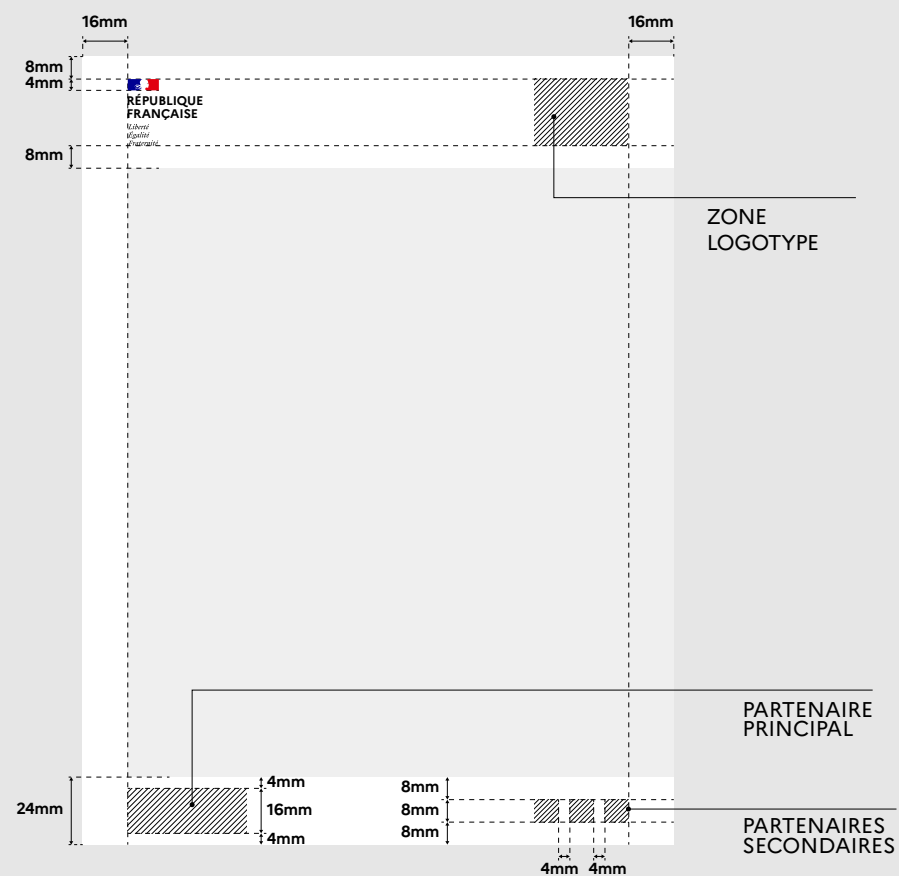 16mm
16mm
8mm
4mm
RÉPUBLIQUE
FRANÇAISE
Liberté
Égalité
Fraternité
8mm
ZONE
LOGOTYPE
PARTENAIRE
PRINCIPAL
24mm
4mm
16mm
4mm
8mm
8mm
8mm
PARTENAIRES
SECONDAIRES
4mm
4mm